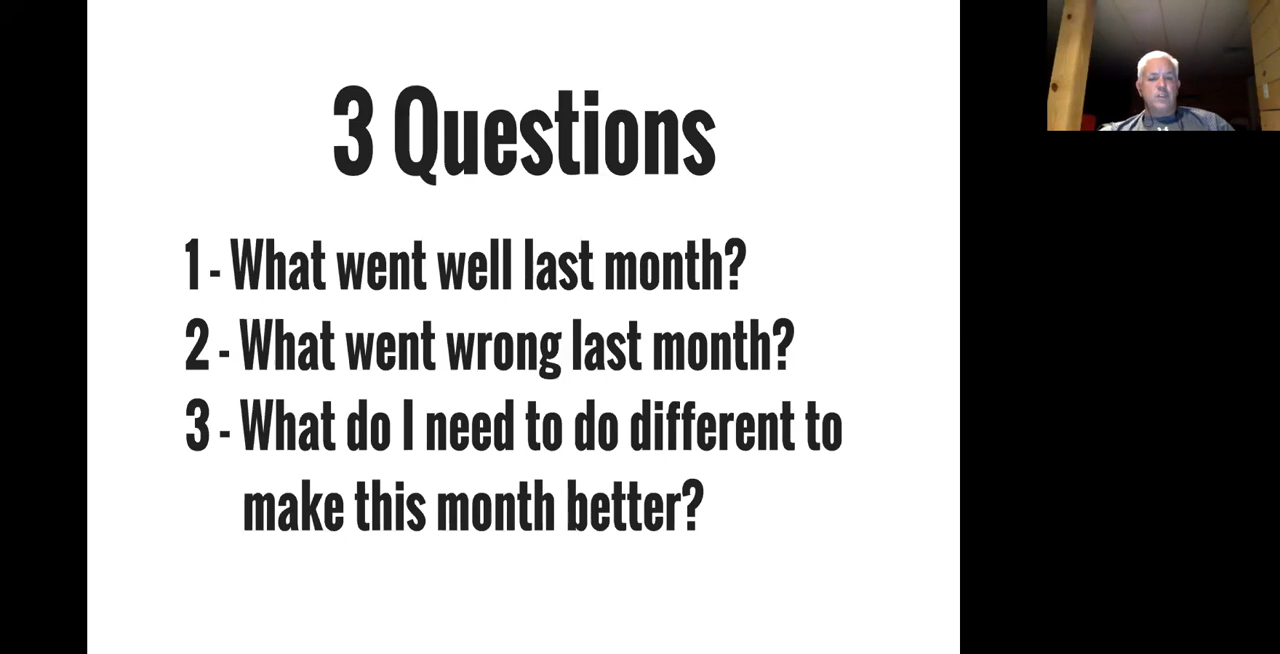 3 Questions
1 - What went well last month?
2 - What went wrong last month?
3 - What do I need to do different to
make this month better?